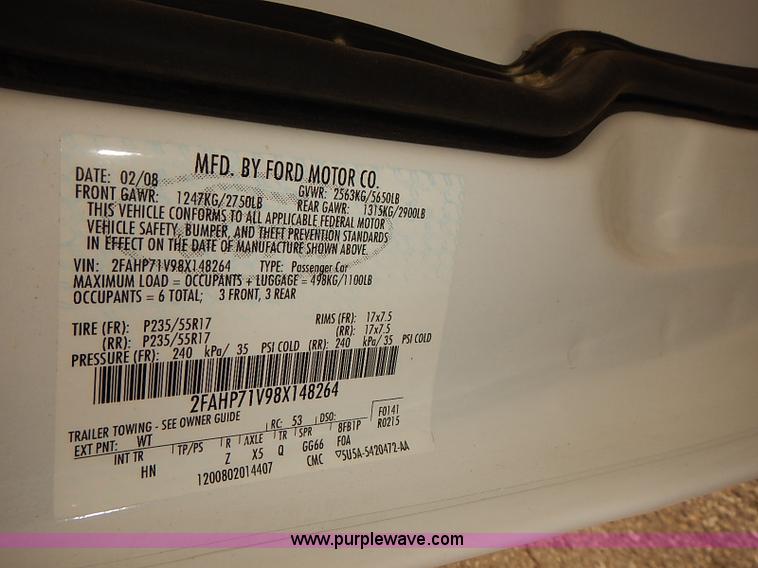 MFD. BY FORD MOTOR CO.
DATE: 02/08 GVWR: 2563KG/5650LB
FRONT GAWR: 1247KG/2750LB REAR GAWR: 1315KG/2900LB
THIS VEHICLE CONFORMS TO ALL APPLICABLE FEDERAL MOTOR
VEHICLE SAFETY, BUMPER, AND THEFT PREVENTION STANDARDS
IN EFFECT ON THE DATE OF MANUFACTURE SHOWN ABOVE.
VIN: 2FAHP71V98X148264 TYPE: Passenger Car
MAXIMUM LOAD = OCCUPANTS + LUGGAGE = 498KG/1100LB
OCCUPANTS = 6 TOTAL; 3 FRONT, 3 REAR
TIRE (FR): P235/55R17 RIMS (FR): 17x7.5
(RR): P235/55R17 (RR): 17x7.5
PRESSURE (FR): 240 kPa/ 35 PSI COLD (RR): 240 kPa/ 35 PSI COLD
2FAHP71V98X148264
TRAILER TOWING - SEE OWNER GUIDE RC: 53 DSO: F0141
EXT PNT: WT 8FB1P R0215
INT TR TP/PS R AXLE TR SPR F0A
HN Z X5 Q GG66 CMC 5U5A-5420472-AA
1200802014407
www.purplewave.com